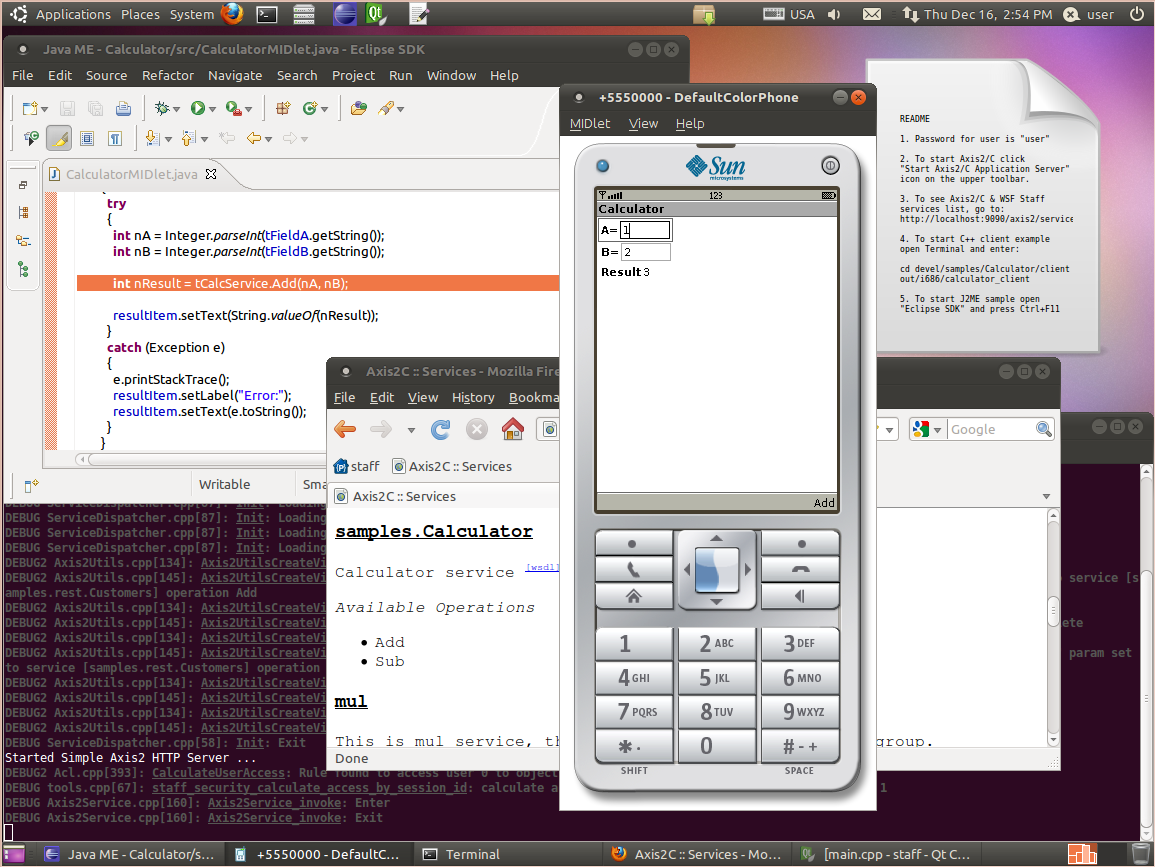 Applications Places System USA Thu Dec 16, 2:54 PM user
Java ME - Calculator/src/CalculatorMIDlet.java - Eclipse SDK
File Edit Source Refactor Navigate Search Project Run Window Help
CalculatorMIDlet.java
try
{
int nA = Integer.parseInt(tFieldA.getString());
int nB = Integer.parseInt(tFieldB.getString());
int nResult = tCalcService.Add(nA, nB);
resultItem.setText(String.valueOf(nResult));
}
catch (Exception e)
{
e.printStackTrace();
resultItem.setLabel("Error:");
resultItem.setText(e.toString());
}
}
Writable
+5550000 - DefaultColorPhone
MIDlet View Help
Sun
microsystems
123
Calculator
A= 1
B= 2
Result 3
Add
1 2 ABC 3 DEF
4 GHI 5 JKL 6 MNO
7 PQRS 8 TUV 9 WXYZ
* . 0 # - +
SHIFT SPACE
README
1. Password for user is "user"
2. To start Axis2/C click
"Start Axis2/C Application Server"
icon on the upper toolbar.
3. To see Axis2/C & WSF Staff
services list, go to:
http://localhost:9090/axis2/service
4. To start C++ client example
open Terminal and enter:
cd devel/samples/Calculator/client
out/i686/calculator_client
5. To start J2ME sample open
"Eclipse SDK" and press Ctrl+F11
Axis2C :: Services - Mozilla Fire
File Edit View History Bookma
Google
staff Axis2C :: Services
Axis2C :: Services
samples.Calculator
Calculator service [wsdl]
Available Operations
• Add
• Sub
mul
This is mul service, th group.
Done
DEBUG ServiceDispatcher.cpp[87]: Init: Loading
DEBUG ServiceDispatcher.cpp[87]: Init: Loading
DEBUG ServiceDispatcher.cpp[87]: Init: Loading
DEBUG2 Axis2Utils.cpp[134]: Axis2UtilsCreateVi
DEBUG2 Axis2Utils.cpp[145]: Axis2UtilsCreateVi service [s
amples.rest.Customers] operation Add
DEBUG2 Axis2Utils.cpp[134]: Axis2UtilsCreateVi
DEBUG2 Axis2Utils.cpp[145]: Axis2UtilsCreateVi ete
DEBUG2 Axis2Utils.cpp[134]: Axis2UtilsCreateVi
DEBUG2 Axis2Utils.cpp[145]: Axis2UtilsCreateVi param set
to service [samples.rest.Customers] operation
DEBUG2 Axis2Utils.cpp[134]: Axis2UtilsCreateVi
DEBUG2 Axis2Utils.cpp[145]: Axis2UtilsCreateVi
DEBUG2 Axis2Utils.cpp[134]: Axis2UtilsCreateVi
DEBUG2 Axis2Utils.cpp[145]: Axis2UtilsCreateVi
DEBUG ServiceDispatcher.cpp[58]: Init: Exit
Started Simple Axis2 HTTP Server ...
DEBUG2 Acl.cpp[393]: CalculateUserAccess: Rule found to access user 0 to object
DEBUG tools.cpp[67]: staff_security_calculate_access_by_session_id: calculate a 1
DEBUG Axis2Service.cpp[160]: Axis2Service_invoke: Enter
DEBUG Axis2Service.cpp[160]: Axis2Service_invoke: Exit
Java ME - Calculator/s... +5550000 - DefaultC... Terminal Axis2C :: Services - Mo... [main.cpp - staff - Qt C...